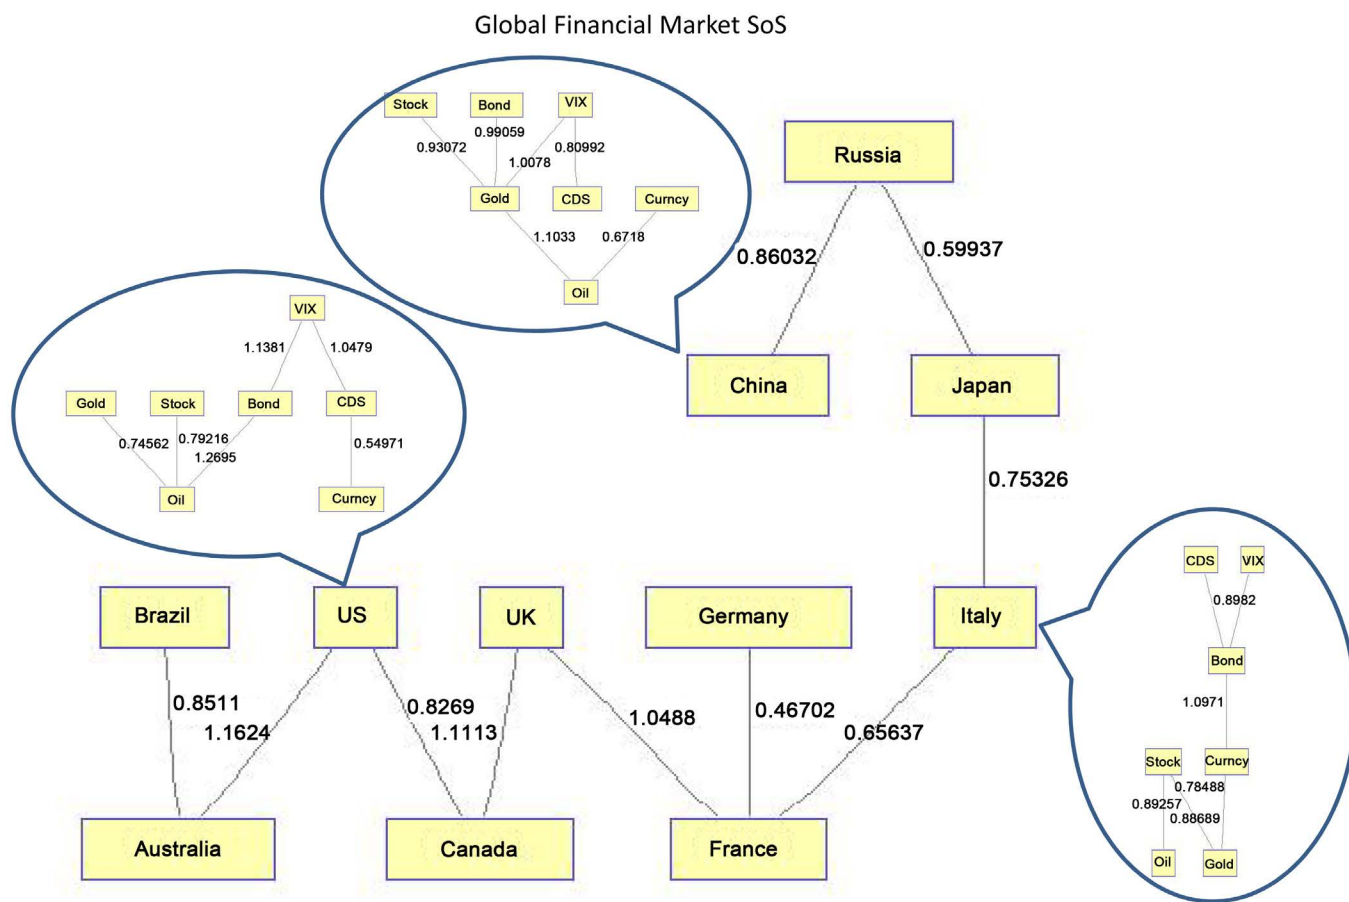 Global Financial Market SoS
Stock
Bond
VIX
0.93072
0.99059
1.0078
0.80992
Gold
CDS
Curncy
1.1033
0.6718
Oil
Russia
0.86032
0.59937
China
Japan
0.75326
VIX
1.1381
1.0479
Gold
Stock
Bond
CDS
0.74562
0.79216
1.2695
0.54971
Oil
Curncy
Brazil
US
UK
Germany
Italy
0.8511
1.1624
0.8269
1.1113
1.0488
0.46702
0.65637
Australia
Canada
France
CDS
VIX
0.8982
Bond
1.0971
Stock
Curncy
0.78488
0.89257
0.88689
Oil
Gold